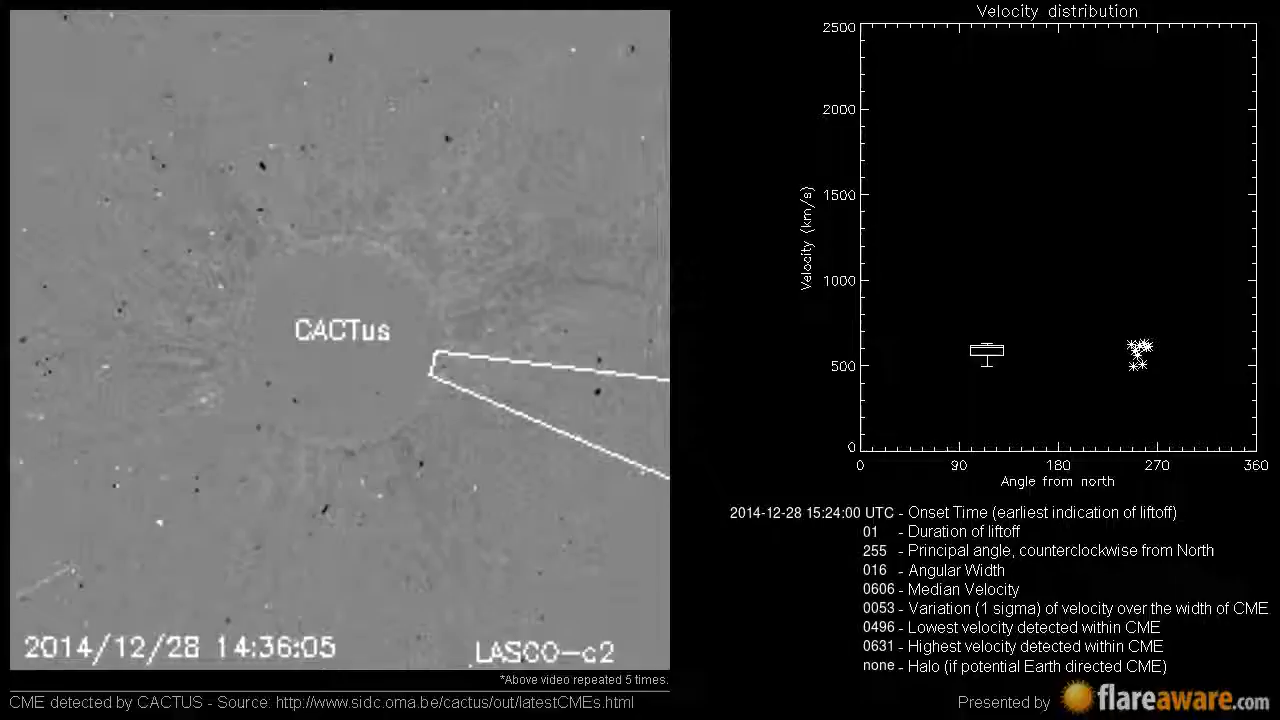 Velocity distribution
2500
2000
1500
1000
500
0
Velocity (km/s)
0 90 180 270 360
Angle from north
CACTus
2014/12/28 14:36:05
LASCO-c2
*Above video repeated 5 times.
CME detected by CACTUS - Source: http://www.sidc.oma.be/cactus/out/latestCMEs.html
2014-12-28 15:24:00 UTC - Onset Time (earliest indication of liftoff)
01 - Duration of liftoff
255 - Principal angle, counterclockwise from North
016 - Angular Width
0606 - Median Velocity
0053 - Variation (1 sigma) of velocity over the width of CME
0496 - Lowest velocity detected within CME
0631 - Highest velocity detected within CME
none - Halo (if potential Earth directed CME)
Presented by flareaware.com